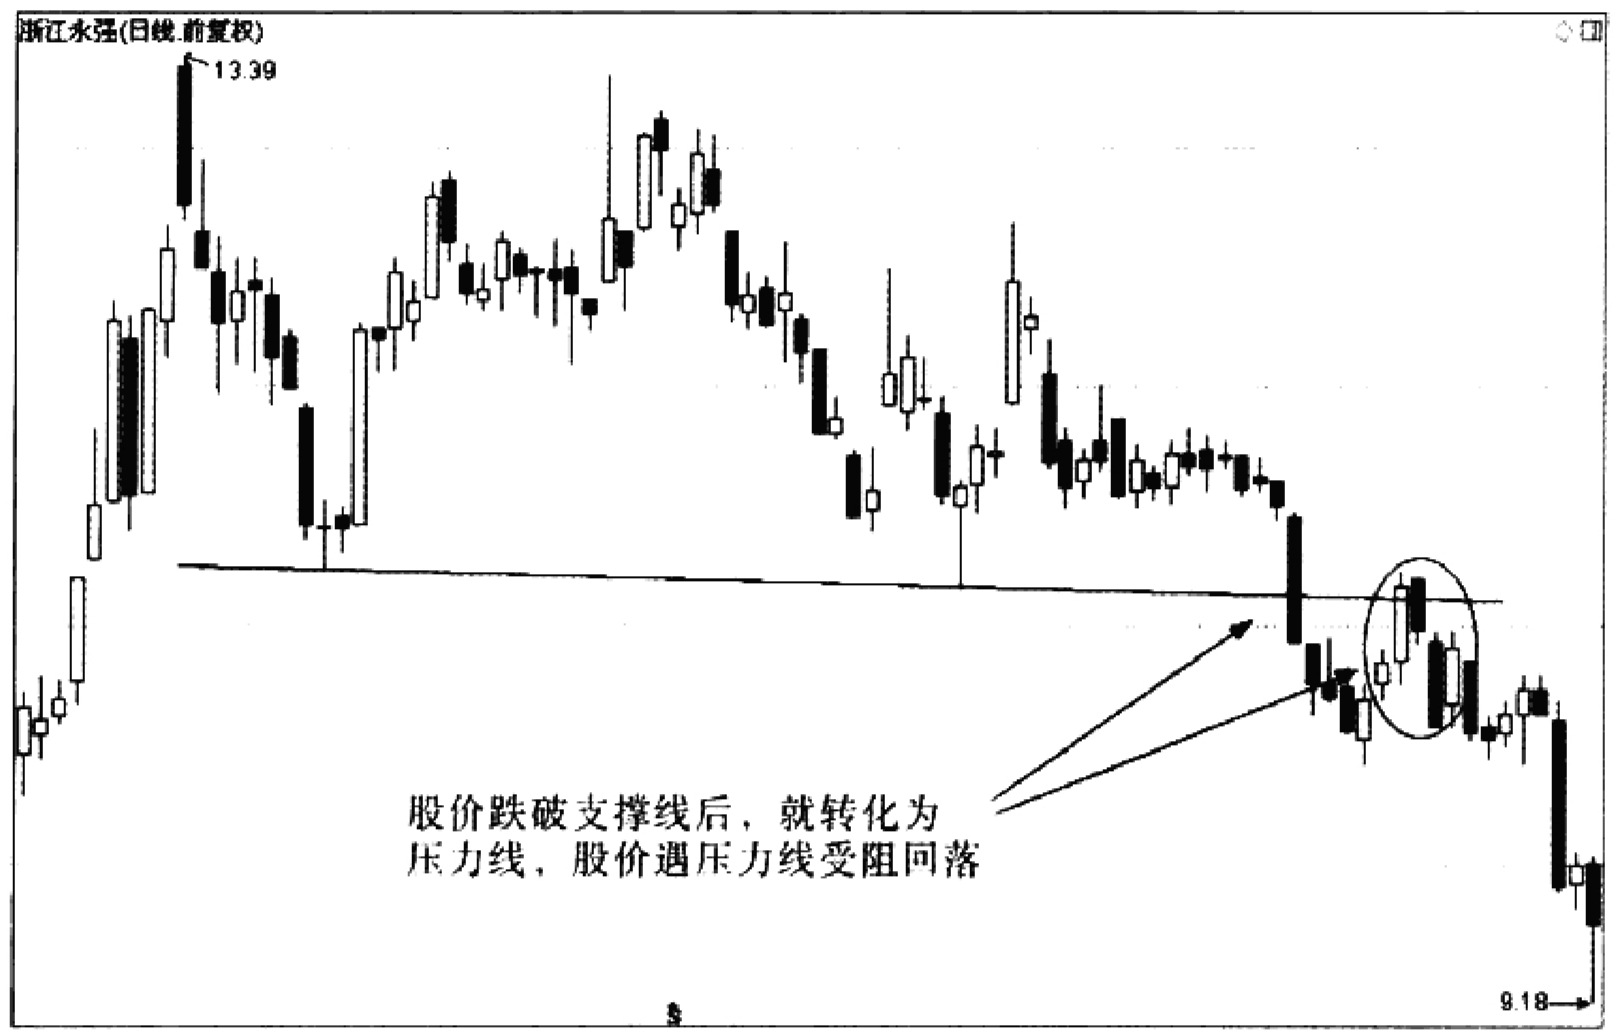 浙江永强(日线.前复权)
13.39
股价跌破支撑线后，就转化为
压力线，股价遇压力线受阻回落
9.18